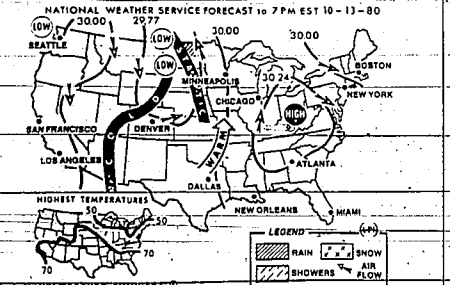 NATIONAL WEATHER SERVICE FORECAST to 7 PM EST 10-13-80
LOW
30.00
29.77
SEATTLE
LOW
LOW
30.00
30.00
MINNEAPOLIS
30.24
BOSTON
CHICAGO
NEW YORK
HIGH
COLD
DENVER
SAN FRANCISCO
WARM
LOS ANGELES
ATLANTA
DALLAS
HIGHEST TEMPERATURES
NEW ORLEANS
MIAMI
50
50
70
70
LEGEND
RAIN
SNOW
SHOWERS
AIR
FLOW